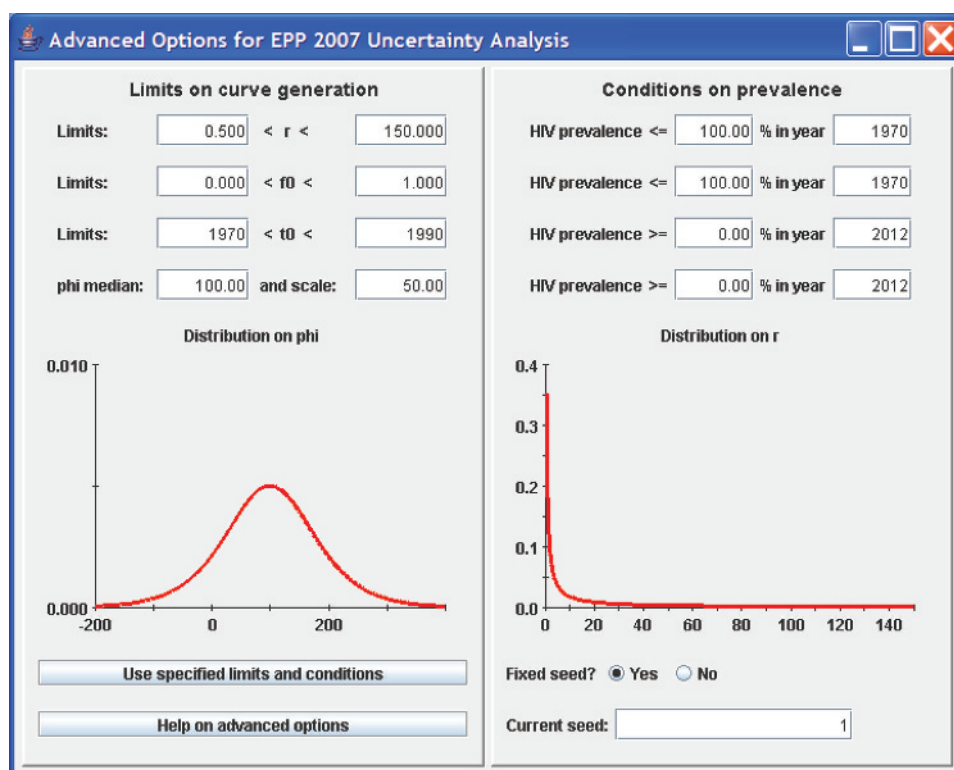 Advanced Options for EPP 2007 Uncertainty Analysis
Limits on curve generation
Limits: 0.500 < r < 150.000
Limits: 0.000 < f0 < 1.000
Limits: 1970 < t0 < 1990
phi median: 100.00 and scale: 50.00
Distribution on phi
0.010
0.000
-200 0 200
Use specified limits and conditions
Help on advanced options
Conditions on prevalence
HIV prevalence <= 100.00 % in year 1970
HIV prevalence <= 100.00 % in year 1970
HIV prevalence >= 0.00 % in year 2012
HIV prevalence >= 0.00 % in year 2012
Distribution on r
0.4
0.3
0.2
0.1
0.0
0 20 40 60 80 100 120 140
Fixed seed? Yes No
Current seed: 1